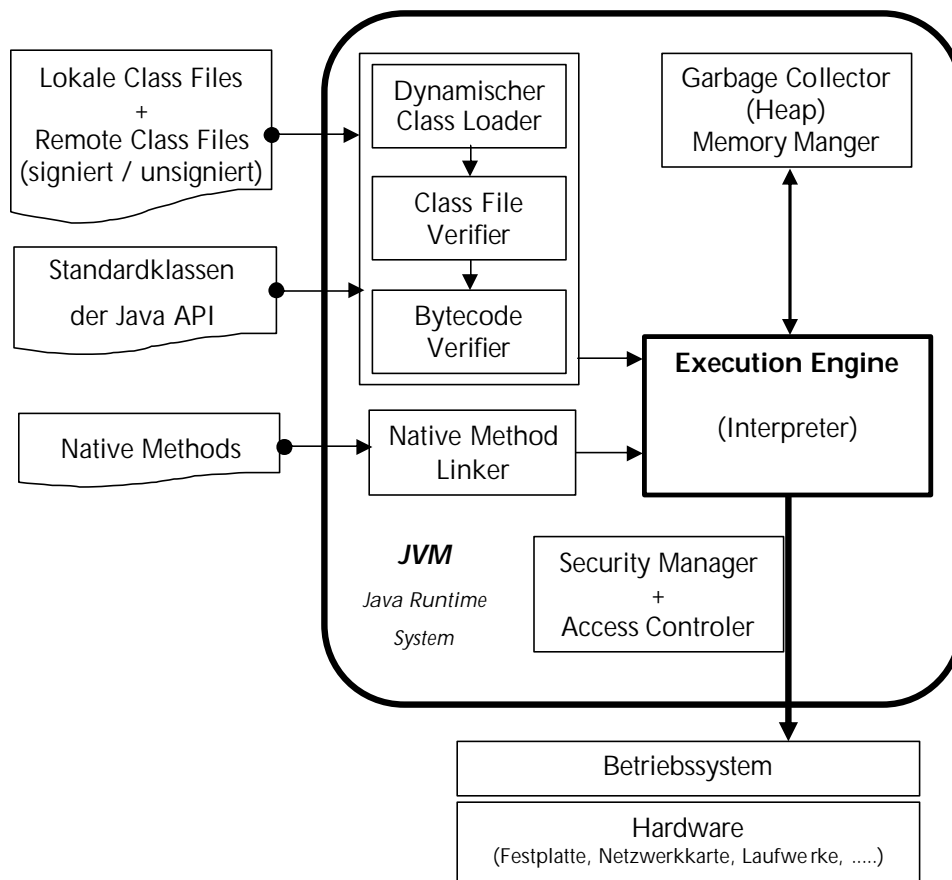 Lokale Class Files
+
Remote Class Files
(signiert / unsigniert)
Standardklassen
der Java API
Native Methods
Dynamischer
Class Loader
Class File
Verifier
Bytecode
Verifier
Native Method
Linker
Garbage Collector
(Heap)
Memory Manger
Execution Engine
(Interpreter)
JVM
Java Runtime
System
Security Manager
+
Access Controler
Betriebssystem
Hardware
(Festplatte, Netzwerkkarte, Laufwerke, .....)